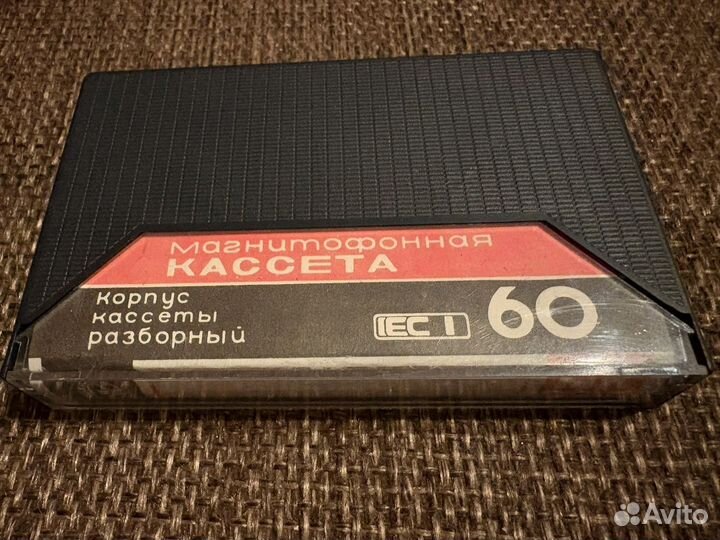 Магнитофонная
КАССЕТА
корпус
кассеты
разборный
IEC I
60
Avito